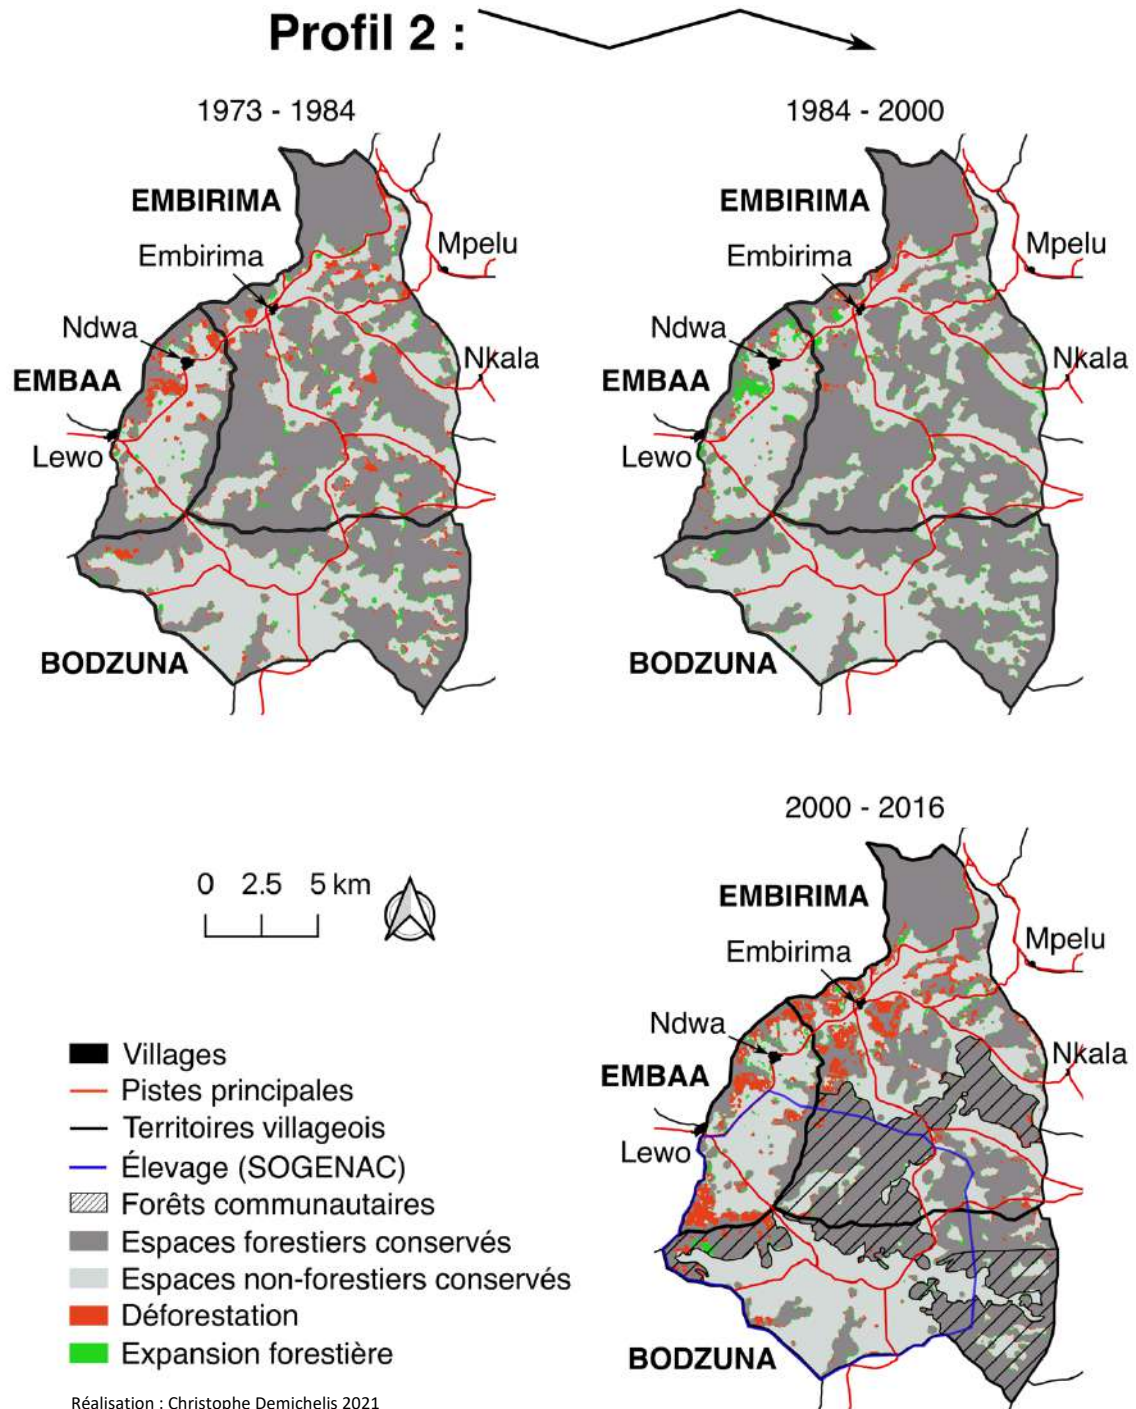 Profil 2 :
1973 - 1984
EMBIRIMA
Embirima
Mpelu
Ndwa
Nkala
EMBAA
Lewo
BODZUNA
1984 - 2000
EMBIRIMA
Embirima
Mpelu
Ndwa
Nkala
EMBAA
Lewo
BODZUNA
2000 - 2016
EMBIRIMA
Embirima
Mpelu
Ndwa
Nkala
EMBAA
Lewo
BODZUNA
0 2.5 5 km
Villages
Pistes principales
Territoires villageois
Élevage (SOGENAC)
Forêts communautaires
Espaces forestiers conservés
Espaces non-forestiers conservés
Déforestation
Expansion forestière
Réalisation : Christophe Demichelis 2021